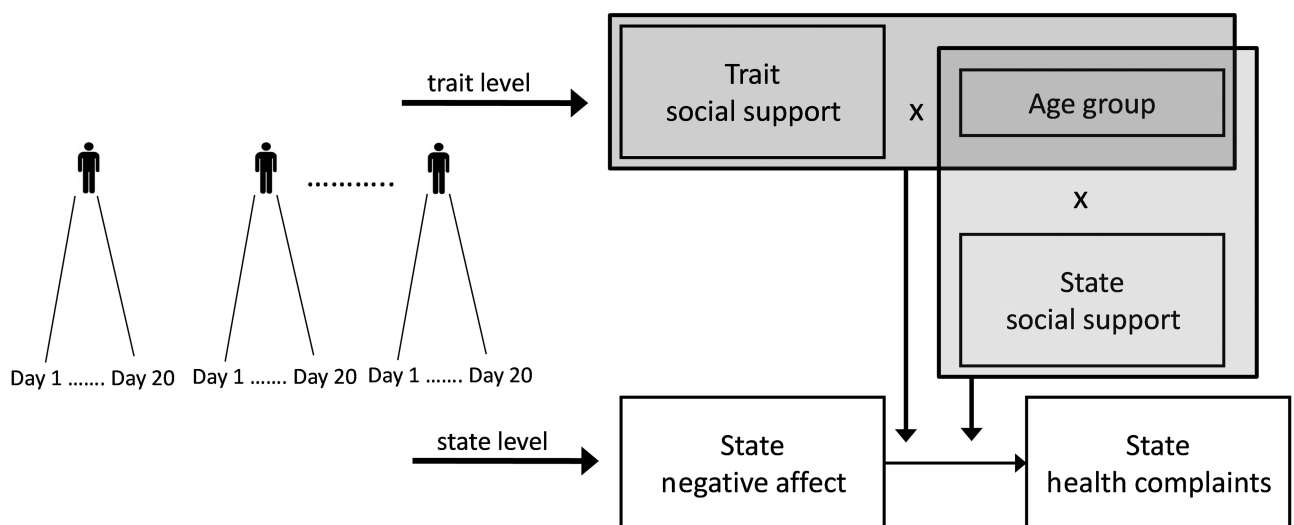 trait level
Trait
social support
x
Age group
x
State
social support
Day 1 ....... Day 20
Day 1 ....... Day 20
Day 1 ....... Day 20
state level
State
negative affect
State
health complaints